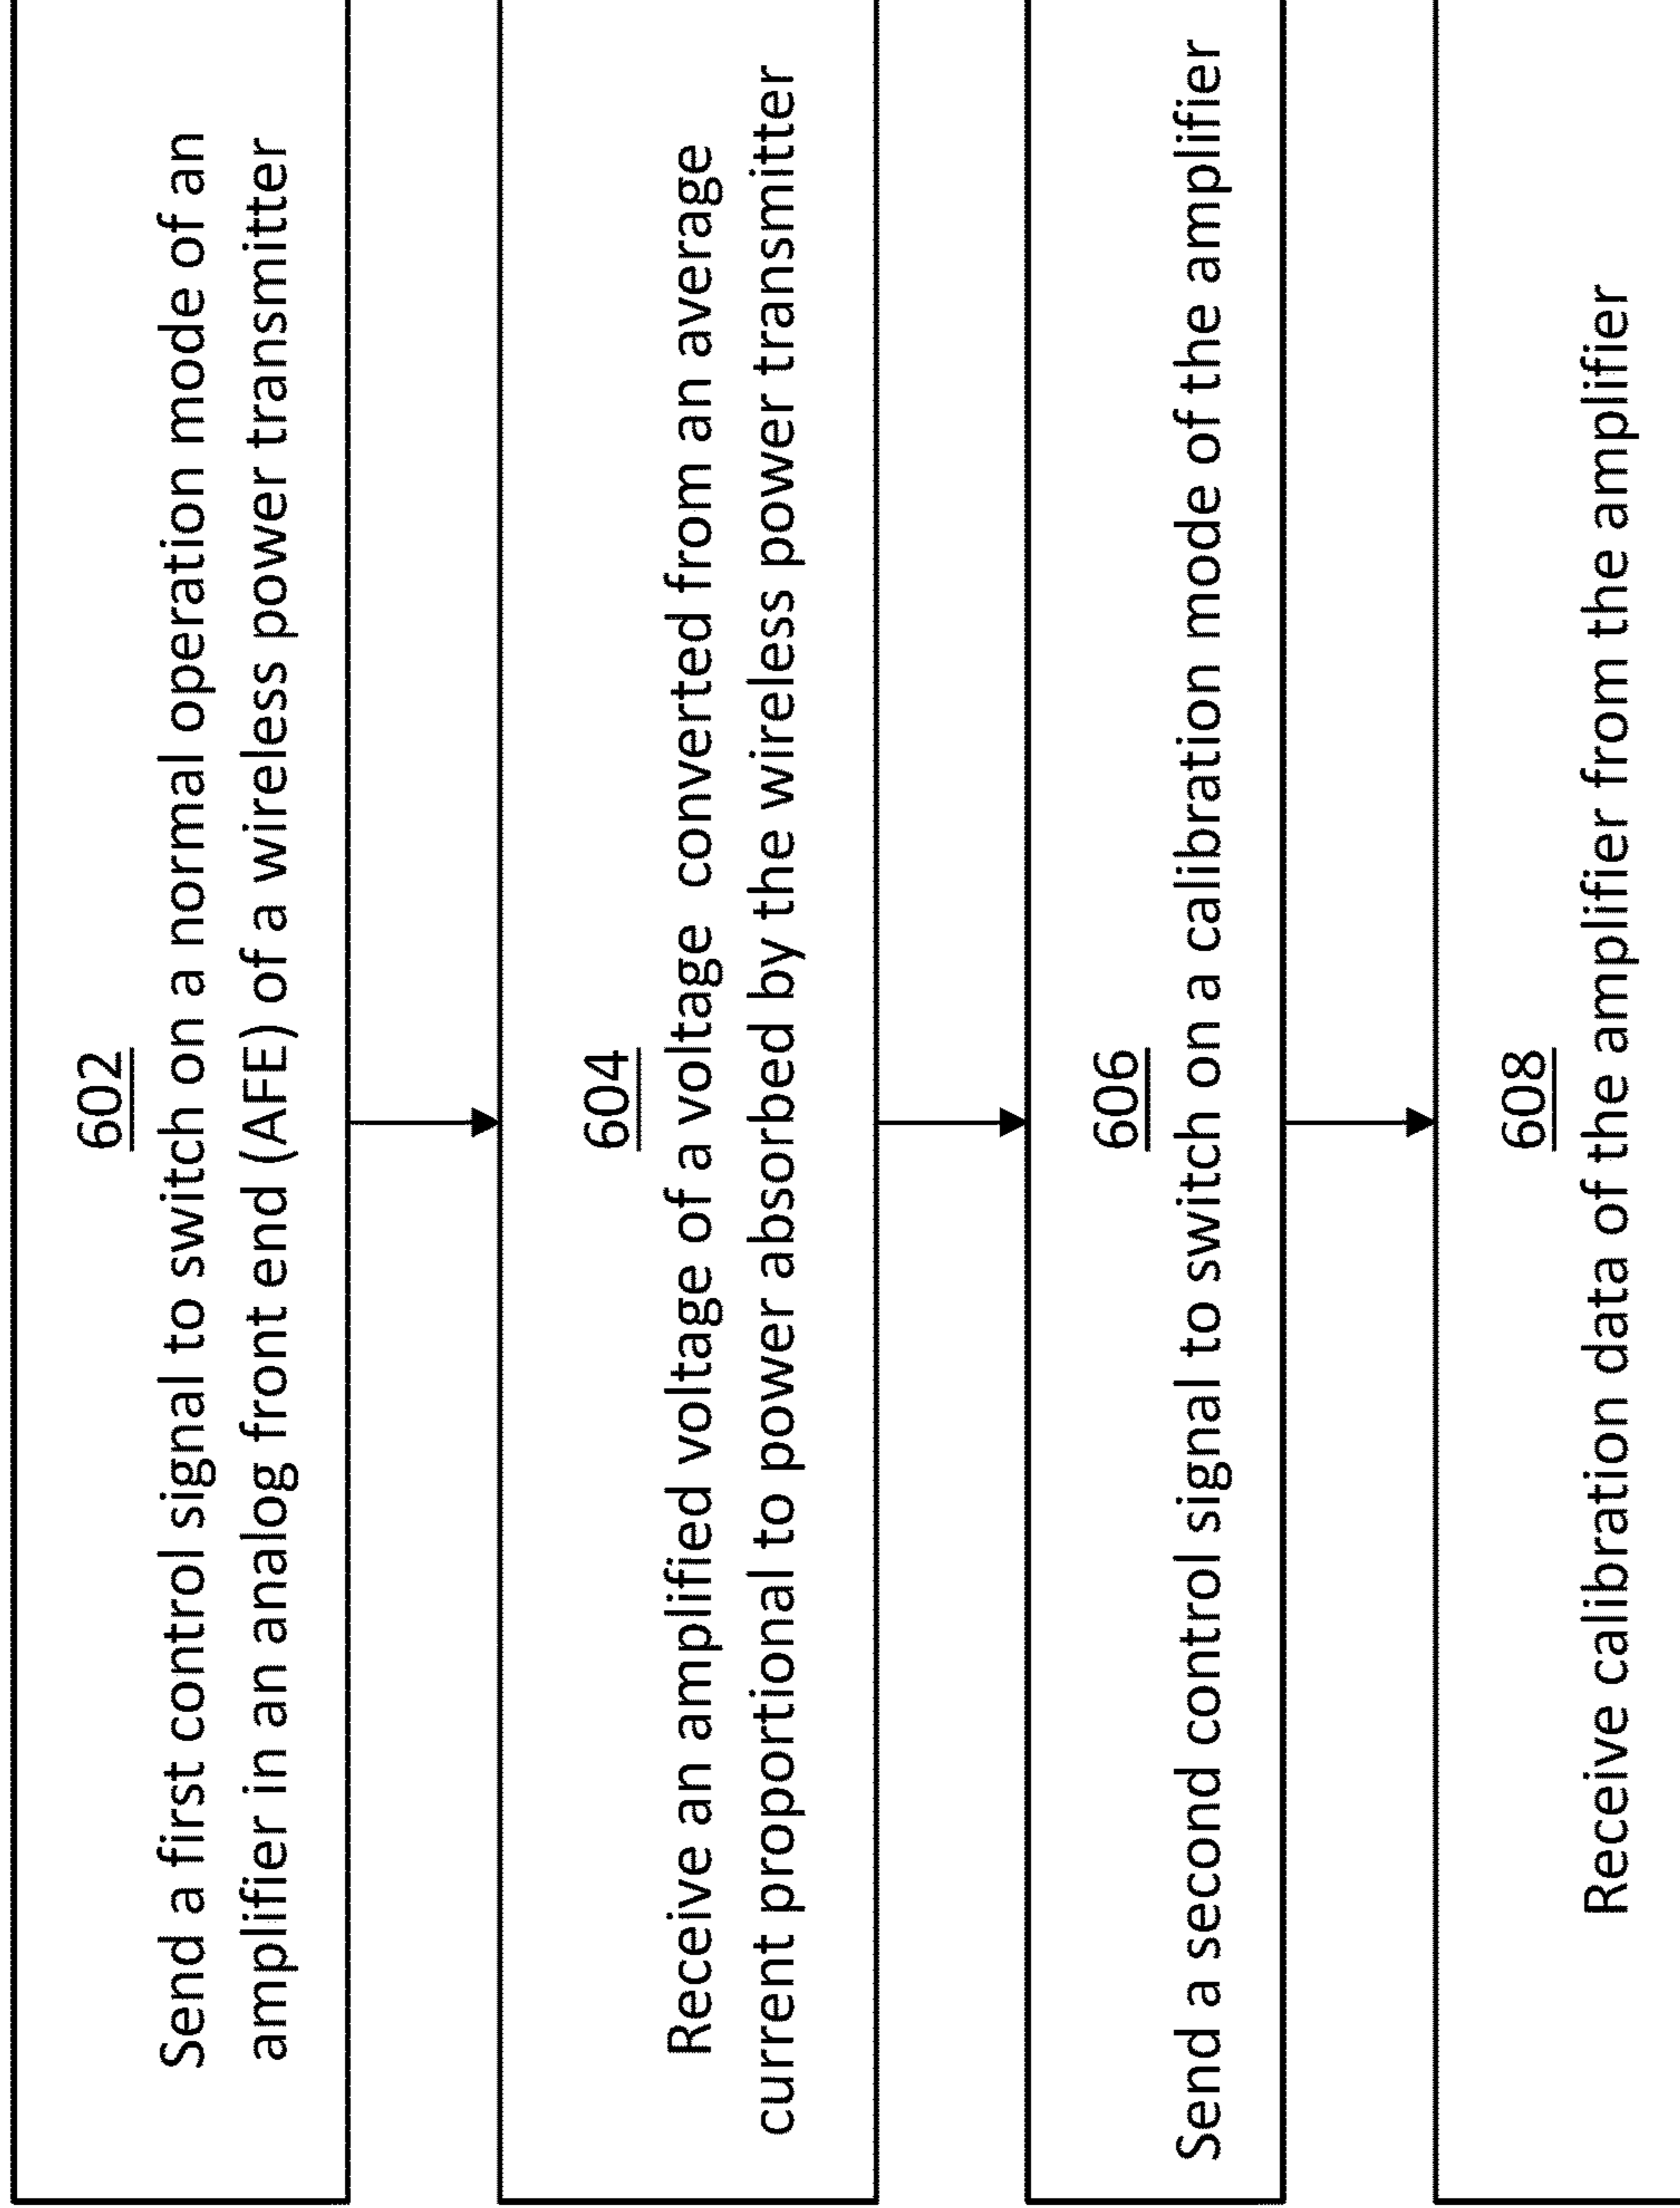 602
Send a first control signal to switch on a normal operation mode of an
amplifier in an analog front end (AFE) of a wireless power transmitter
604
Receive an amplified voltage of a voltage converted from an average
current proportional to power absorbed by the wireless power transmitter
606
Send a second control signal to switch on a calibration mode of the amplifier
608
Receive calibration data of the amplifier from the amplifier